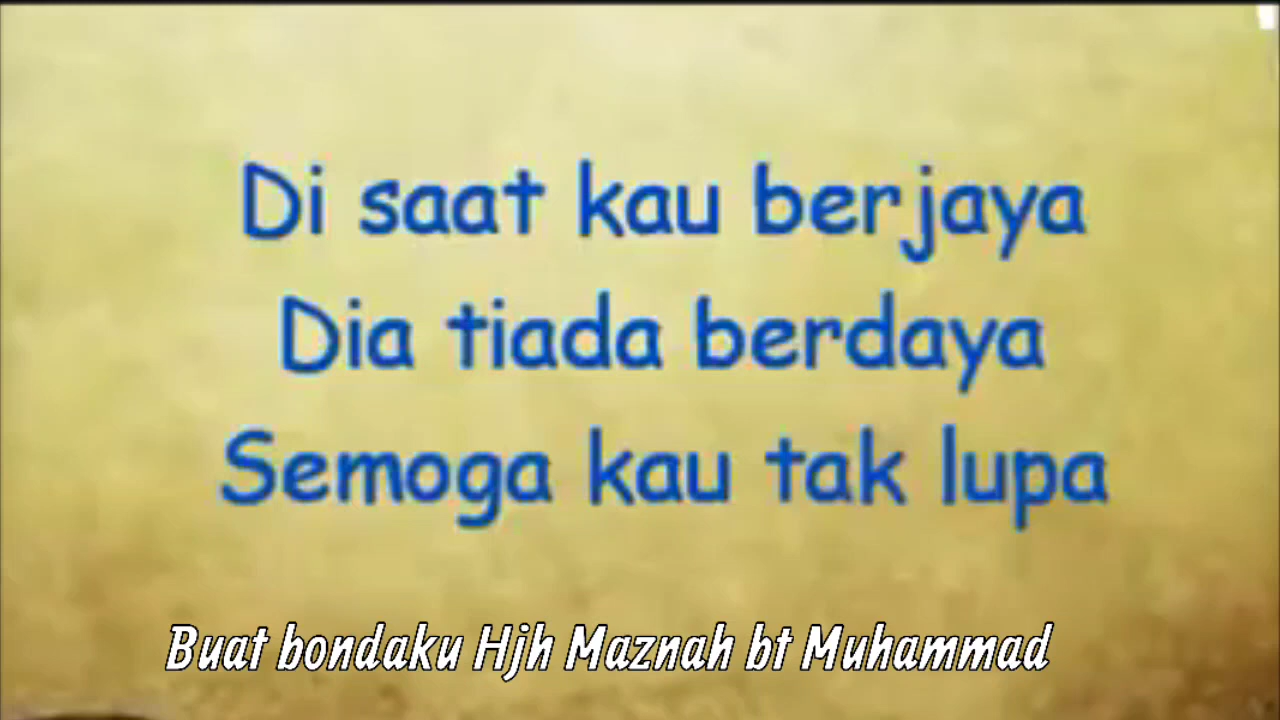 Di saat kau berjaya
Dia tiada berdaya
Semoga kau tak lupa
Buat bondaku Hjh Maznah bt Muhammad